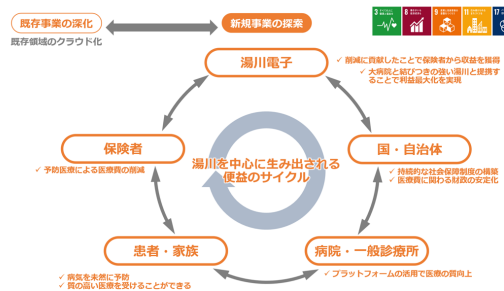 既存事業の深化
新規事業の探索
既存領域のクラウド化
3
8
9
11
17
湯川電子
✓ 削減に貢献したことで保険者から収益を獲得
✓ 大病院と結びつきの強い湯川と提携す
ることで利益最大化を実現
保険者
✓ 予防医療による医療費の削減
湯川を中心に生み出される
便益のサイクル
国・自治体
✓ 持続的な社会保障制度の構築
✓ 医療費に関わる財政の安定化
患者・家族
✓ 病気を未然に予防
✓ 質の高い医療を受けることができる
病院・一般診療所
✓ プラットフォームの活用で医療の質向上